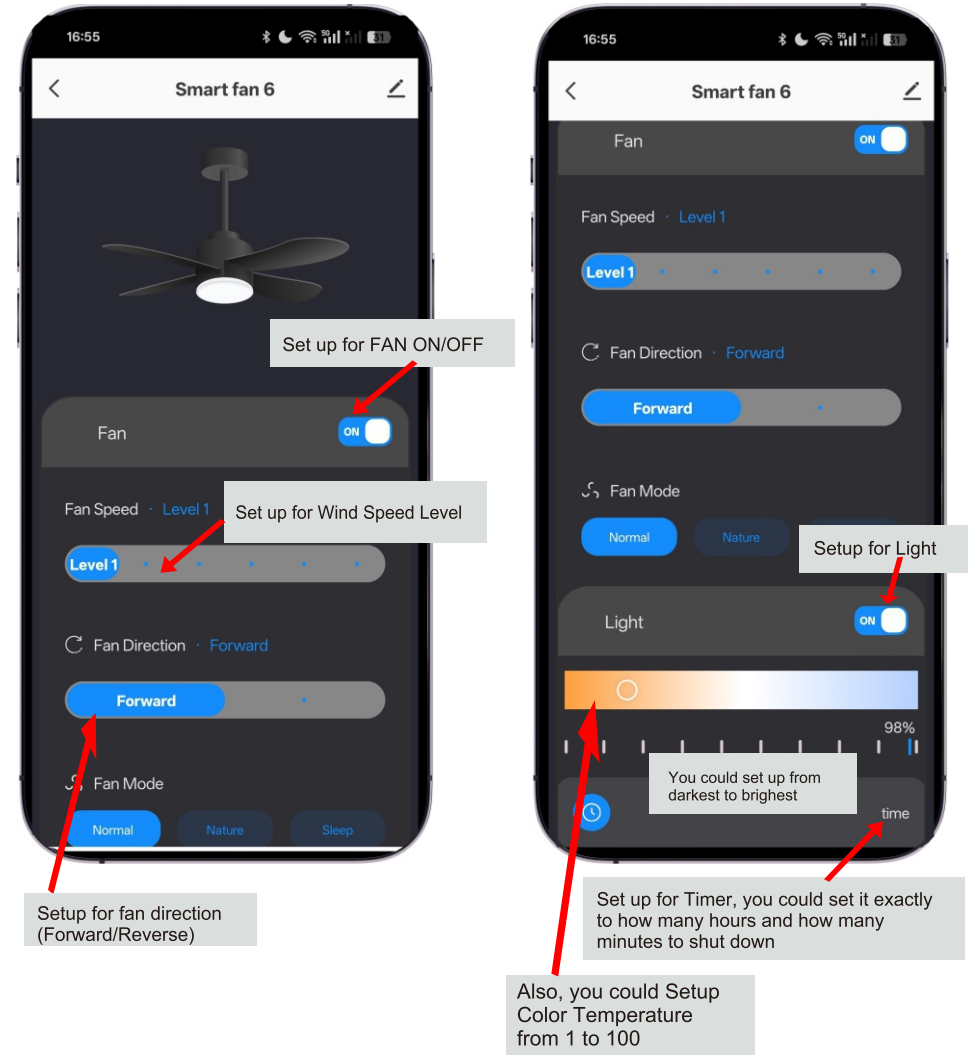 16:55
5G
31
Smart fan 6
Set up for FAN ON/OFF
Fan
ON
Fan Speed · Level 1
Set up for Wind Speed Level
Level 1
Fan Direction · Forward
Forward
Fan Mode
Normal
Nature
Sleep
Setup for fan direction
(Forward/Reverse)
16:55
5G
31
Smart fan 6
Fan
ON
Fan Speed · Level 1
Level 1
Fan Direction · Forward
Forward
Fan Mode
Normal
Nature
Setup for Light
Light
ON
98%
You could set up from
darkest to brighest
time
Set up for Timer, you could set it exactly
to how many hours and how many
minutes to shut down
Also, you could Setup
Color Temperature
from 1 to 100